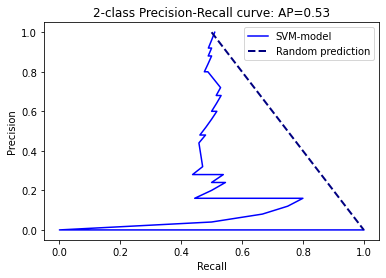 2-class Precision-Recall curve: AP=0.53
SVM-model
Random prediction
Precision
1.0
0.8
0.6
0.4
0.2
0.0
0.0 0.2 0.4 0.6 0.8 1.0
Recall